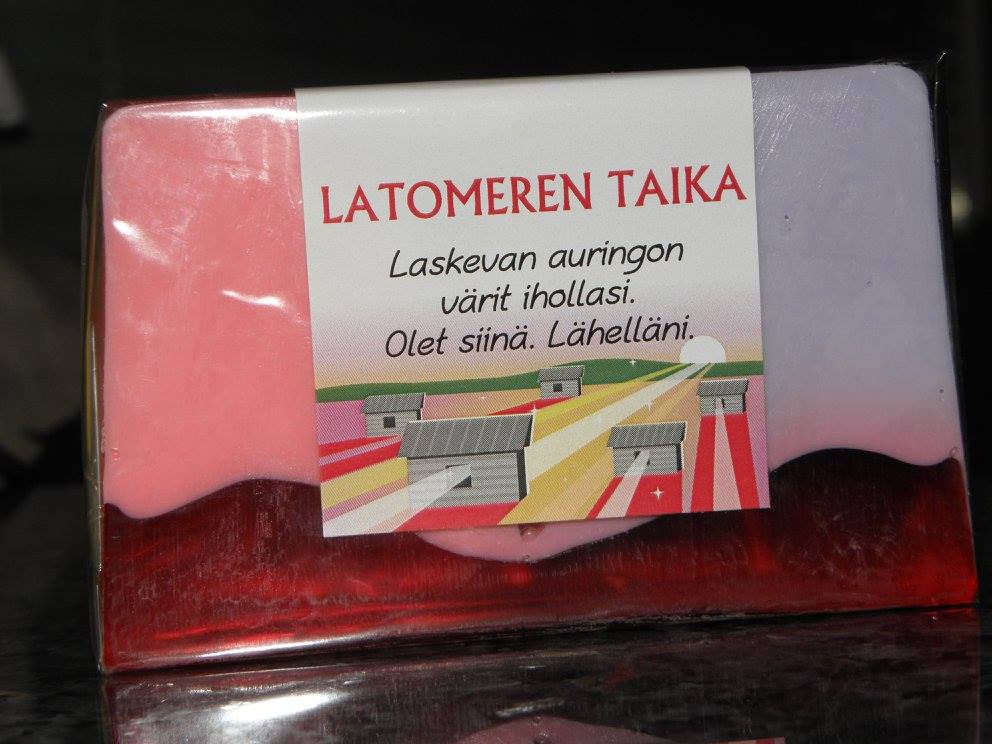 LATOMEREN TAIKA
Laskevan auringon
värit ihollasi.
Olet siinä. Lähelläni.